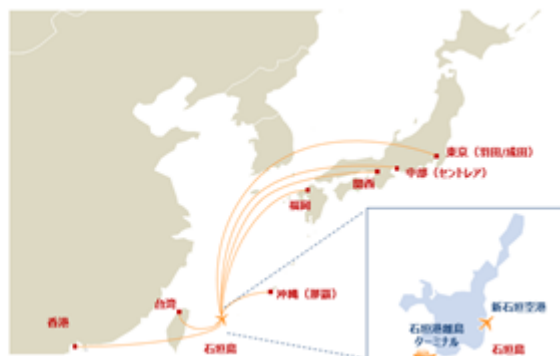 東京（羽田/成田）
中部（セントレア）
関西
福岡
沖縄（那覇）
台湾
香港
石垣島
新石垣空港
石垣港離島
ターミナル
石垣島